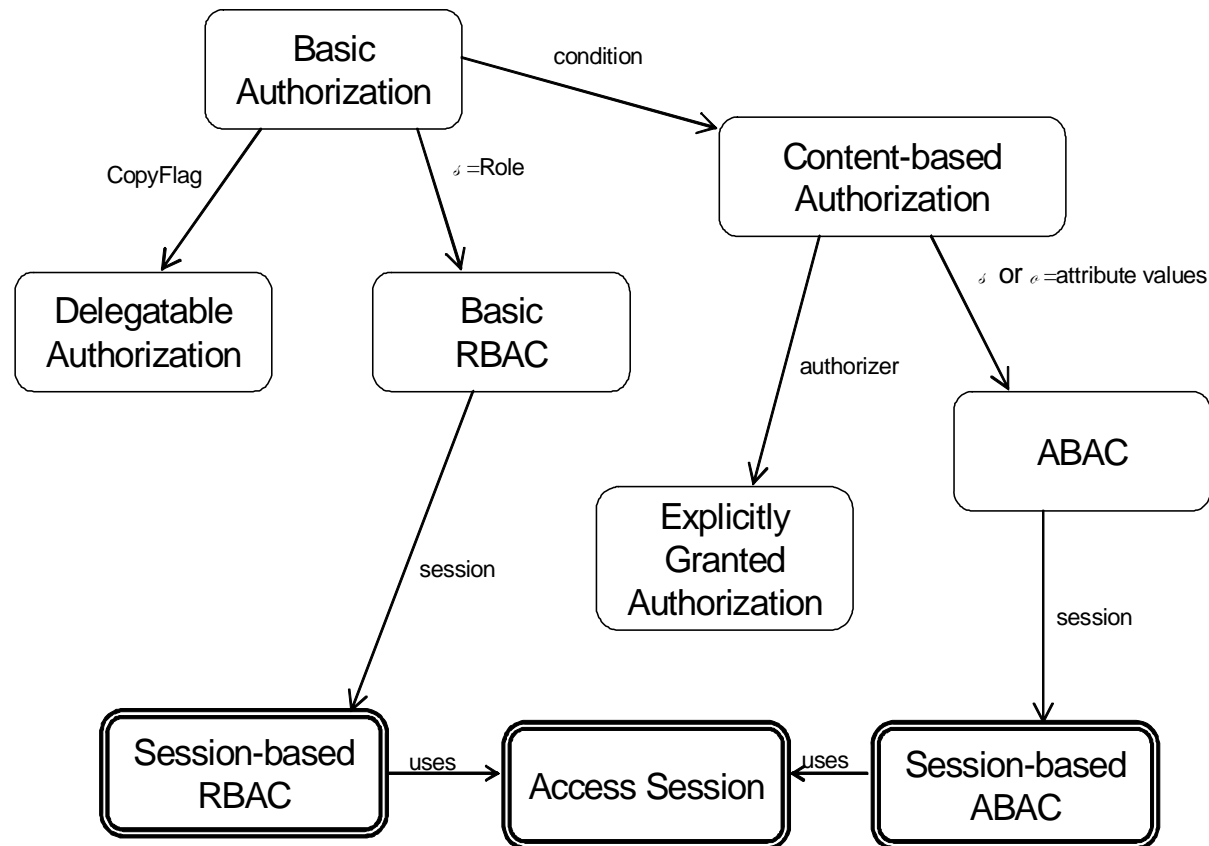 Basic
Authorization
condition
CopyFlag
𝓈 =Role
Content-based
Authorization
Delegatable
Authorization
Basic
RBAC
𝓈 or ℴ =attribute values
authorizer
ABAC
Explicitly
Granted
Authorization
session
session
Session-based
RBAC
uses
Access Session
uses
Session-based
ABAC